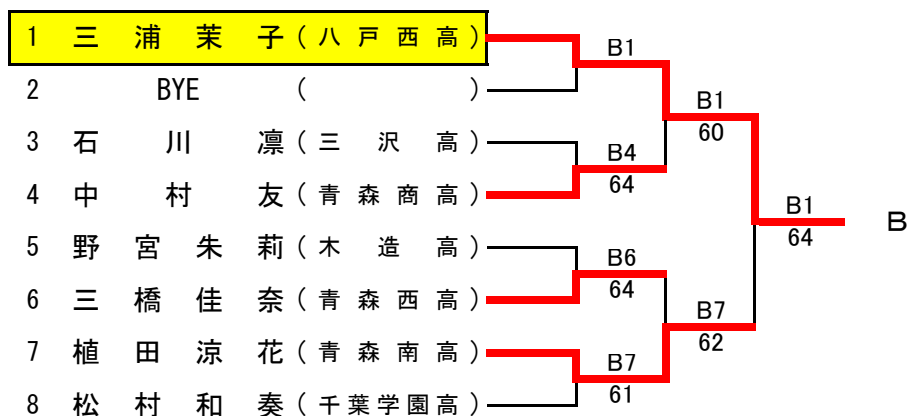 1 三浦茉子(八戸西高)
B1
2 BYE ( )
B1
60
3 石川凛(三沢高)
B4
64
4 中村友(青森商高)
B1
64
B
5 野宮朱莉(木造高)
B6
64
6 三橋佳奈(青森西高)
B7
62
7 植田涼花(青森南高)
B7
61
8 松村和奏(千葉学園高)